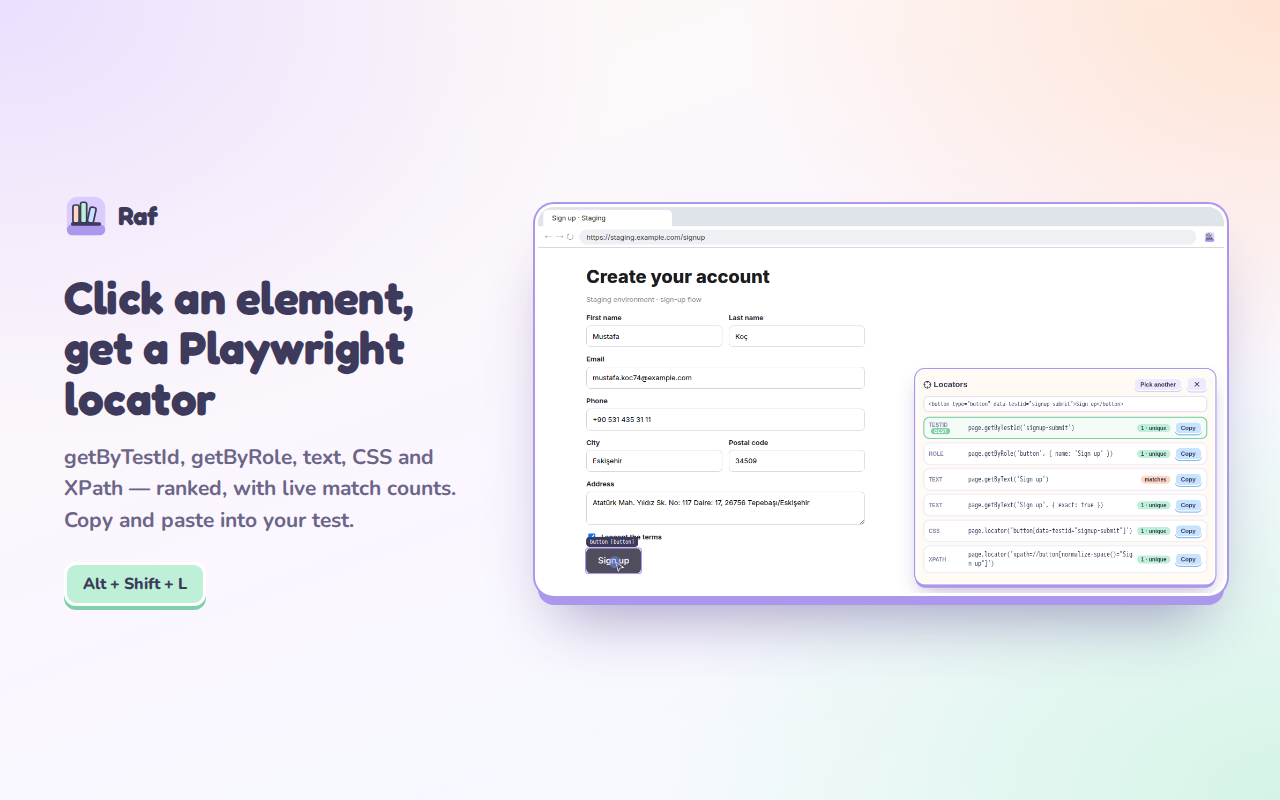 Raf
Click an element,
get a Playwright
locator
getByTestId, getByRole, text, CSS and
XPath — ranked, with live match counts.
Copy and paste into your test.
Alt + Shift + L
Sign up · Staging
https://staging.example.com/signup
Create your account
Staging environment · sign-up flow
First name
Last name
Mustafa
Koç
Email
mustafa.koc74@example.com
Phone
+90 531 435 31 11
City
Postal code
Eskişehir
34509
Address
Atatürk Mah. Yıldız Sk. No: 117 Daire: 17, 26756 Tepebaşı/Eskişehir
the terms
button [button]
Sign up
Locators
Pick another
✕
<button type="button" data-testid="signup-submit">Sign up</button>
TESTID
BEST
page.getByTestId('signup-submit')
1 · unique
Copy
ROLE
page.getByRole('button', { name: 'Sign up' })
1 · unique
Copy
TEXT
page.getByText('Sign up')
matches
Copy
TEXT
page.getByText('Sign up', { exact: true })
1 · unique
Copy
CSS
page.locator('button[data-testid="signup-submit"]')
1 · unique
Copy
XPATH
page.locator('xpath=//button[normalize-space()="Sig
n up"]')
1 · unique
Copy